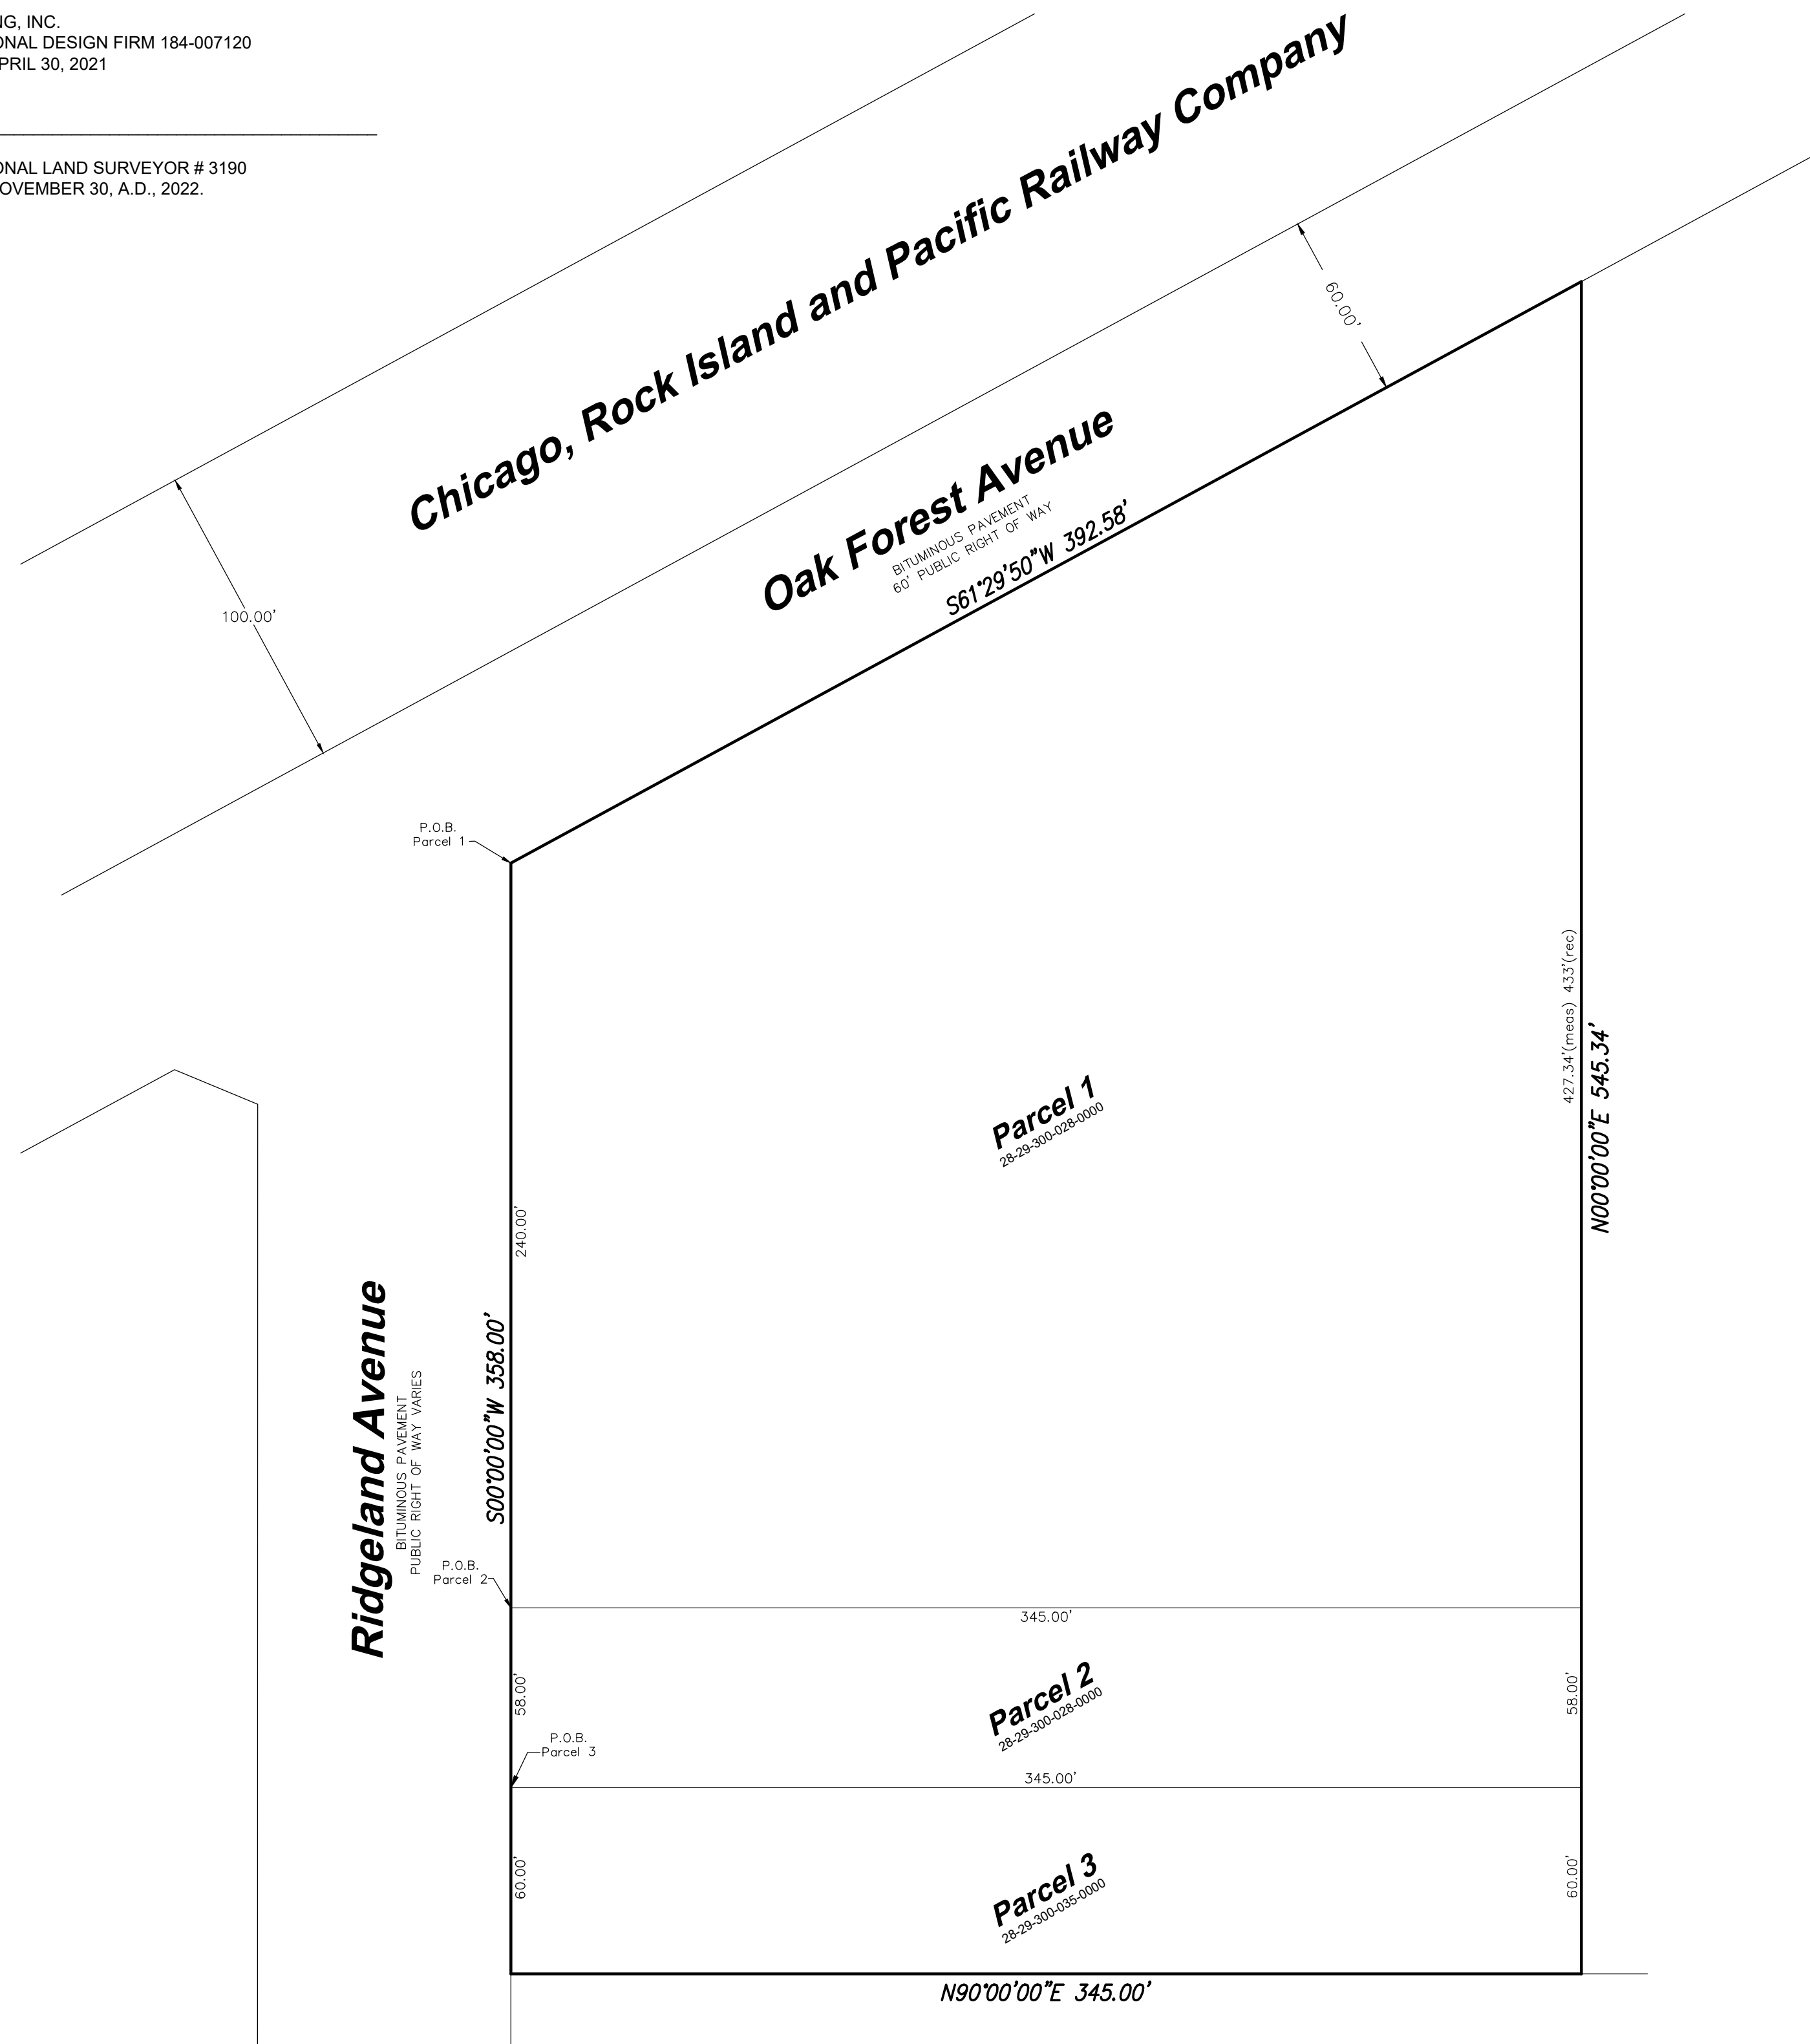 NG, INC.
ONAL DESIGN FIRM 184-007120
PRIL 30, 2021
ONAL LAND SURVEYOR # 3190
OVEMBER 30, A.D., 2022.
Chicago, Rock Island and Pacific Railway Company
60.00'
100.00'
Oak Forest Avenue
BITUMINOUS PAVEMENT
60' PUBLIC RIGHT OF WAY
S61°29'50"W 392.58'
P.O.B.
Parcel 1
427.34'(meas) 433'(rec)
N00°00'00"E 545.34'
Parcel 1
28-29-300-028-0000
240.00'
S00°00'00"W 358.00'
Ridgeland Avenue
BITUMINOUS PAVEMENT
PUBLIC RIGHT OF WAY VARIES
P.O.B.
Parcel 2
345.00'
58.00'
Parcel 2
28-29-300-028-0000
58.00'
P.O.B.
Parcel 3
345.00'
60.00'
Parcel 3
28-29-300-035-0000
60.00'
N90°00'00"E 345.00'